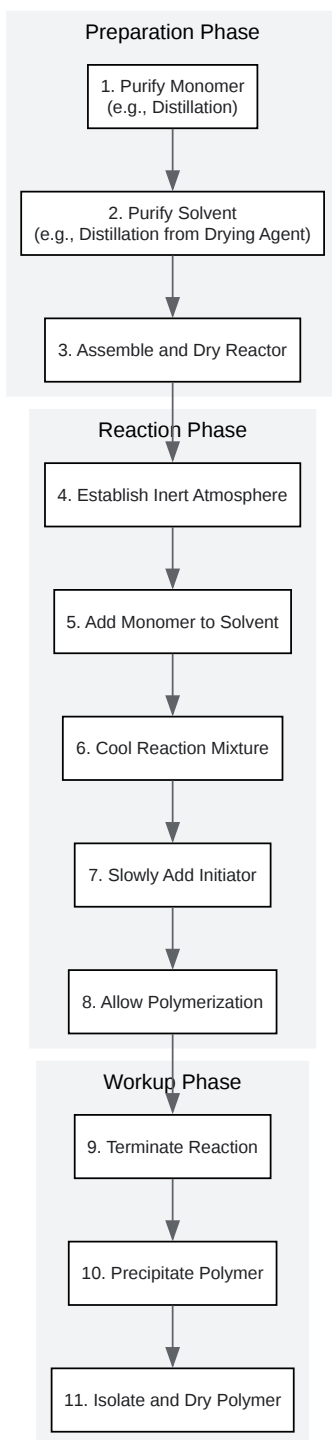 Preparation Phase
1. Purify Monomer
(e.g., Distillation)
2. Purify Solvent
(e.g., Distillation from Drying Agent)
3. Assemble and Dry Reactor
Reaction Phase
4. Establish Inert Atmosphere
5. Add Monomer to Solvent
6. Cool Reaction Mixture
7. Slowly Add Initiator
8. Allow Polymerization
Workup Phase
9. Terminate Reaction
10. Precipitate Polymer
11. Isolate and Dry Polymer